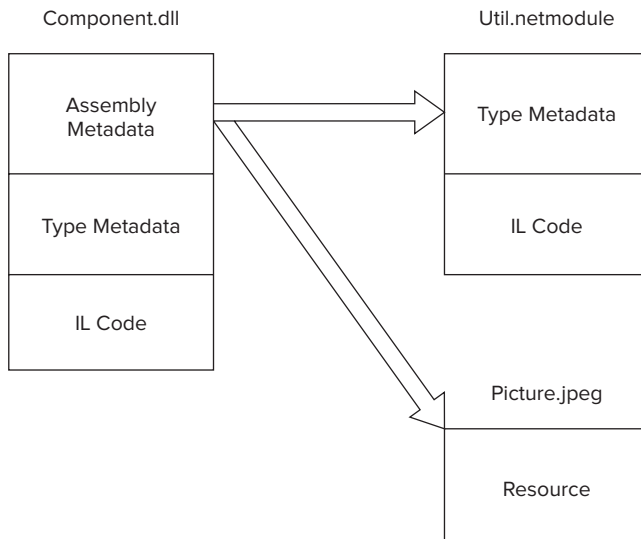 Component.dll
Assembly
Metadata
Type Metadata
IL Code
Util.netmodule
Type Metadata
IL Code
Picture.jpeg
Resource